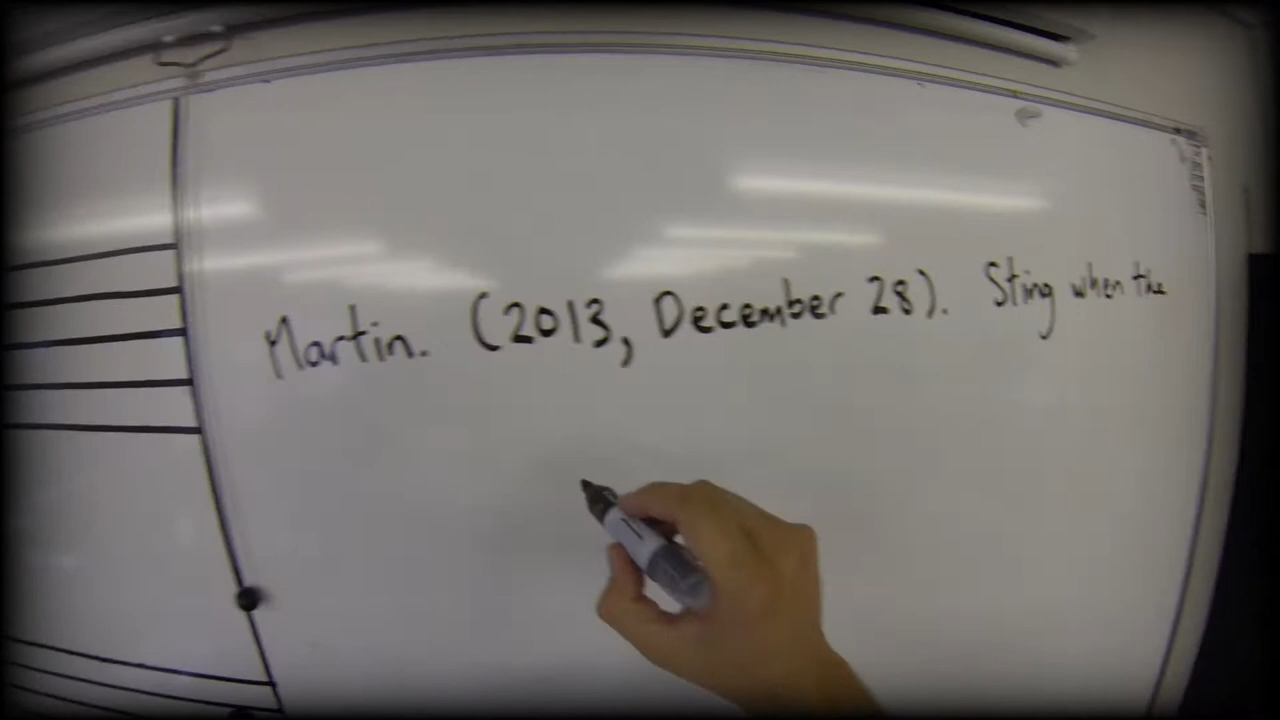 Martin. (2013, December 28). Sting when the